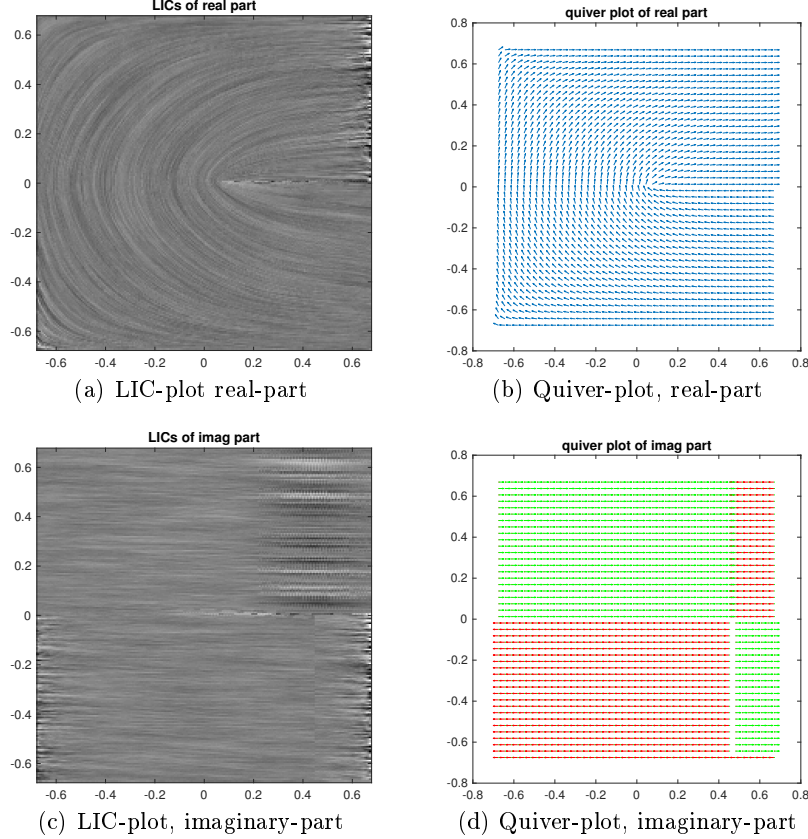 LICs of real part
0.6
0.4
0.2
0
-0.2
-0.4
-0.6
-0.6 -0.4 -0.2 0 0.2 0.4 0.6
(a) LIC-plot real-part
quiver plot of real part
0.8
0.6
0.4
0.2
0
-0.2
-0.4
-0.6
-0.8
-0.8 -0.6 -0.4 -0.2 0 0.2 0.4 0.6 0.8
(b) Quiver-plot, real-part
LICs of imag part
0.6
0.4
0.2
0
-0.2
-0.4
-0.6
-0.6 -0.4 -0.2 0 0.2 0.4 0.6
(c) LIC-plot, imaginary-part
quiver plot of imag part
0.8
0.6
0.4
0.2
0
-0.2
-0.4
-0.6
-0.8
-0.8 -0.6 -0.4 -0.2 0 0.2 0.4 0.6 0.8
(d) Quiver-plot, imaginary-part